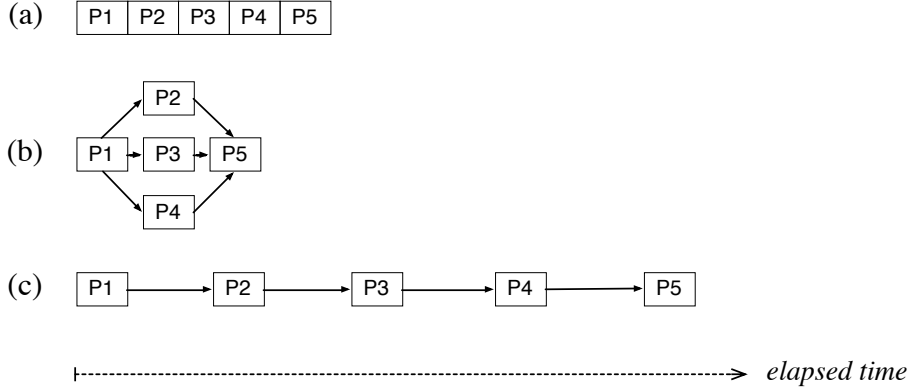 (a) P1 P2 P3 P4 P5
P2
(b) P1 P3 P5
P4
(c) P1 P2 P3 P4 P5
elapsed time